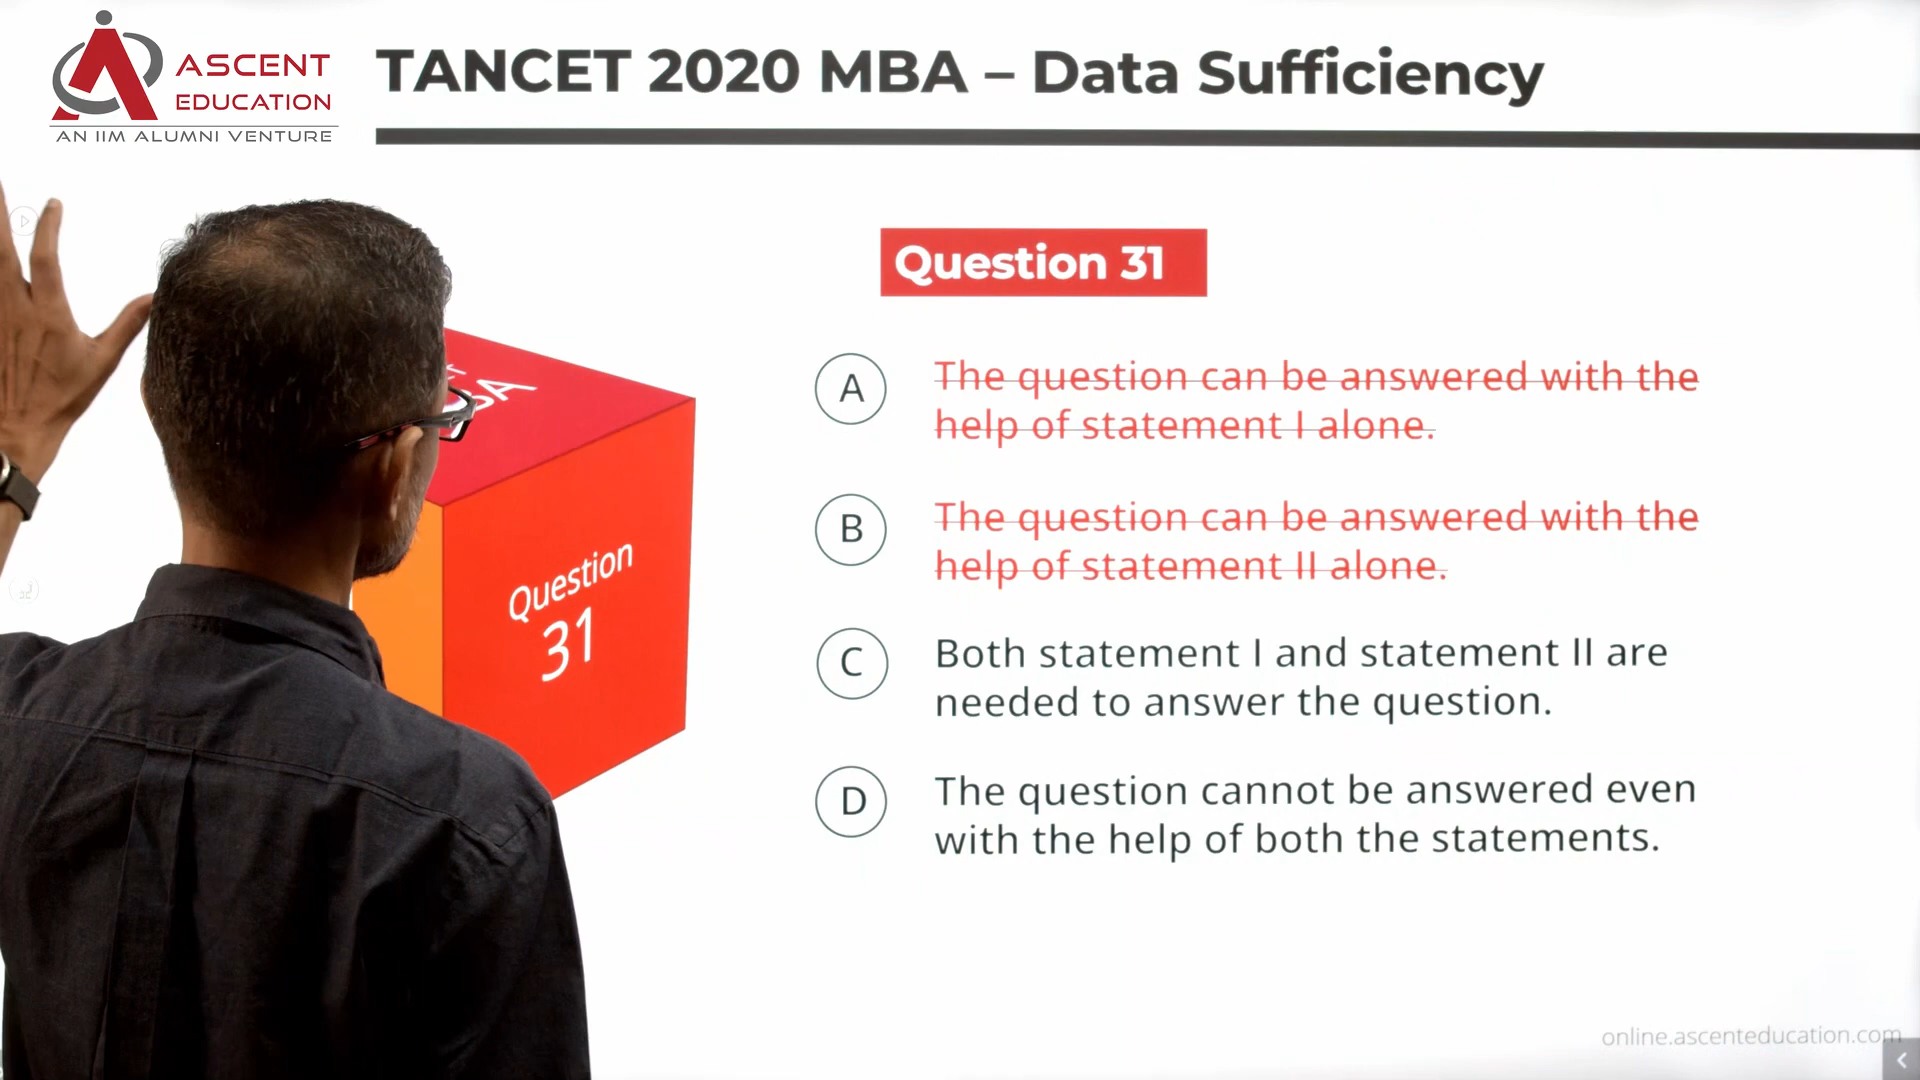 ASCENT
EDUCATION
AN IIM ALUMNI VENTURE
TANCET 2020 MBA – Data Sufficiency
Question 31
A The question can be answered with the
help of statement I alone.
B The question can be answered with the
help of statement II alone.
C Both statement I and statement II are
needed to answer the question.
D The question cannot be answered even
with the help of both the statements.
Question
31
online.ascenteducation.com